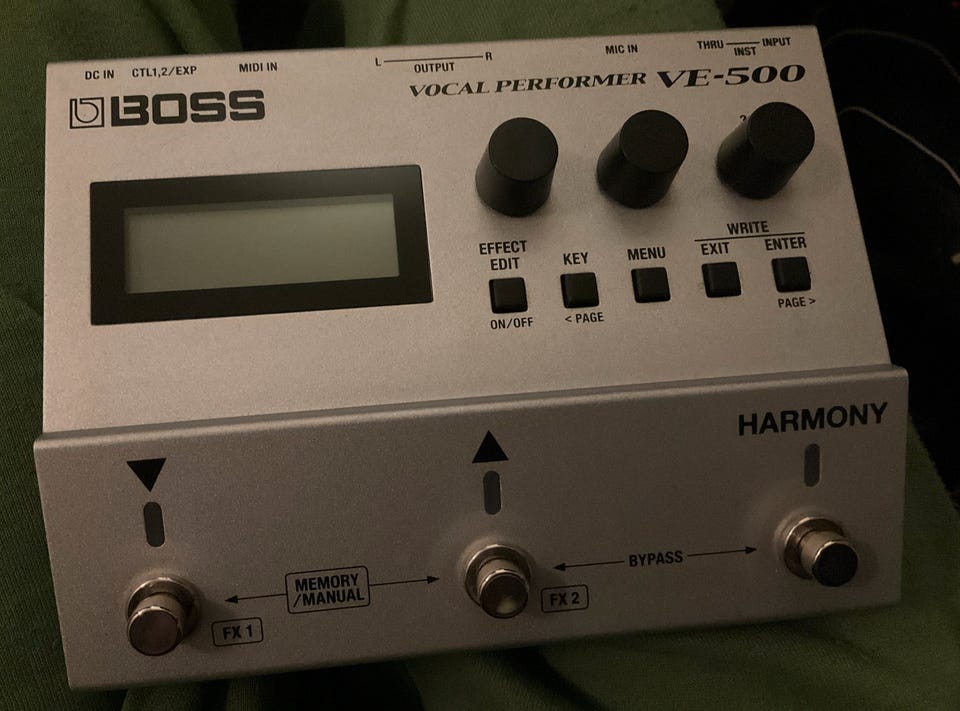 DC IN CTL1,2/EXP MIDI IN L R MIC IN THRU INPUT
OUTPUT INST
BOSS
VOCAL PERFORMER VE-500
EFFECT EDIT
KEY
MENU
WRITE
EXIT ENTER
ON/OFF
< PAGE
PAGE >
HARMONY
MEMORY
/MANUAL
BYPASS
FX 1
FX 2